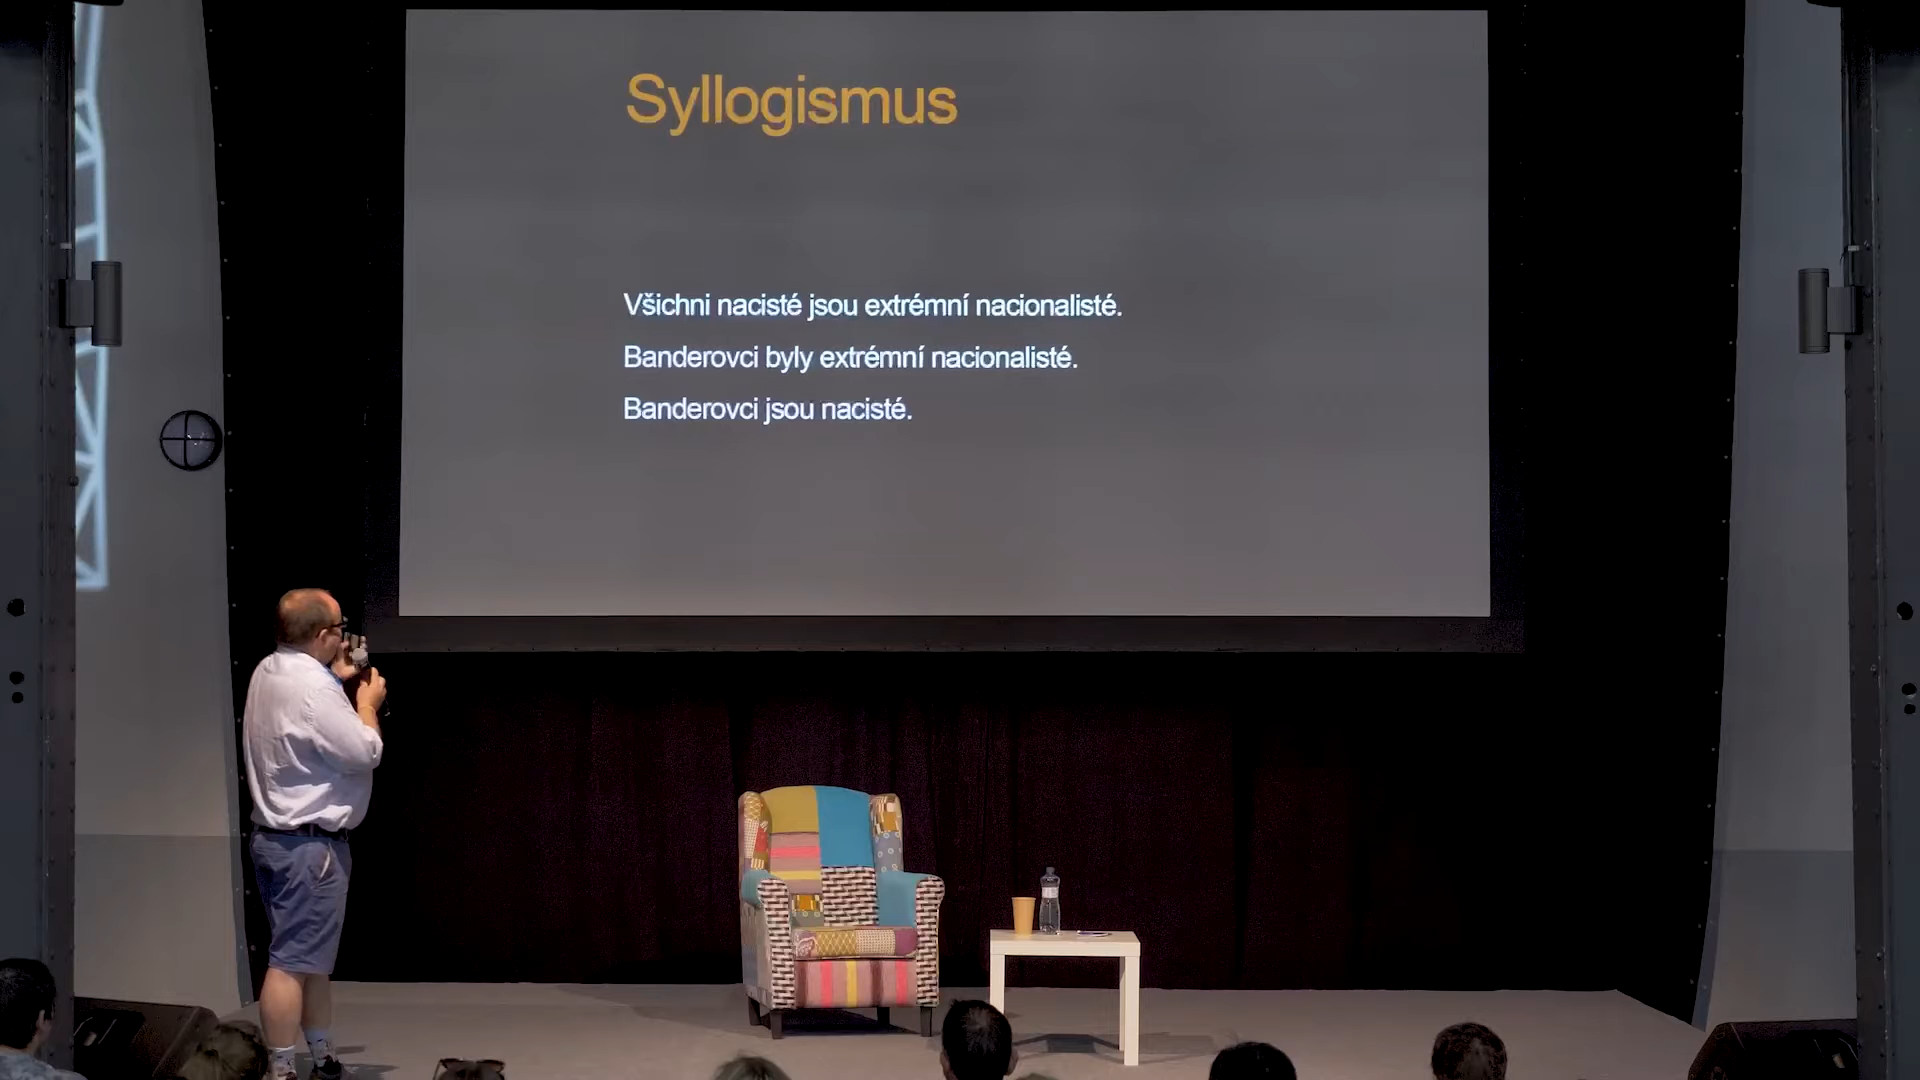 Syllogismus
Všichni nacisté jsou extrémní nacionalisté.
Banderovci byly extrémní nacionalisté.
Banderovci jsou nacisté.